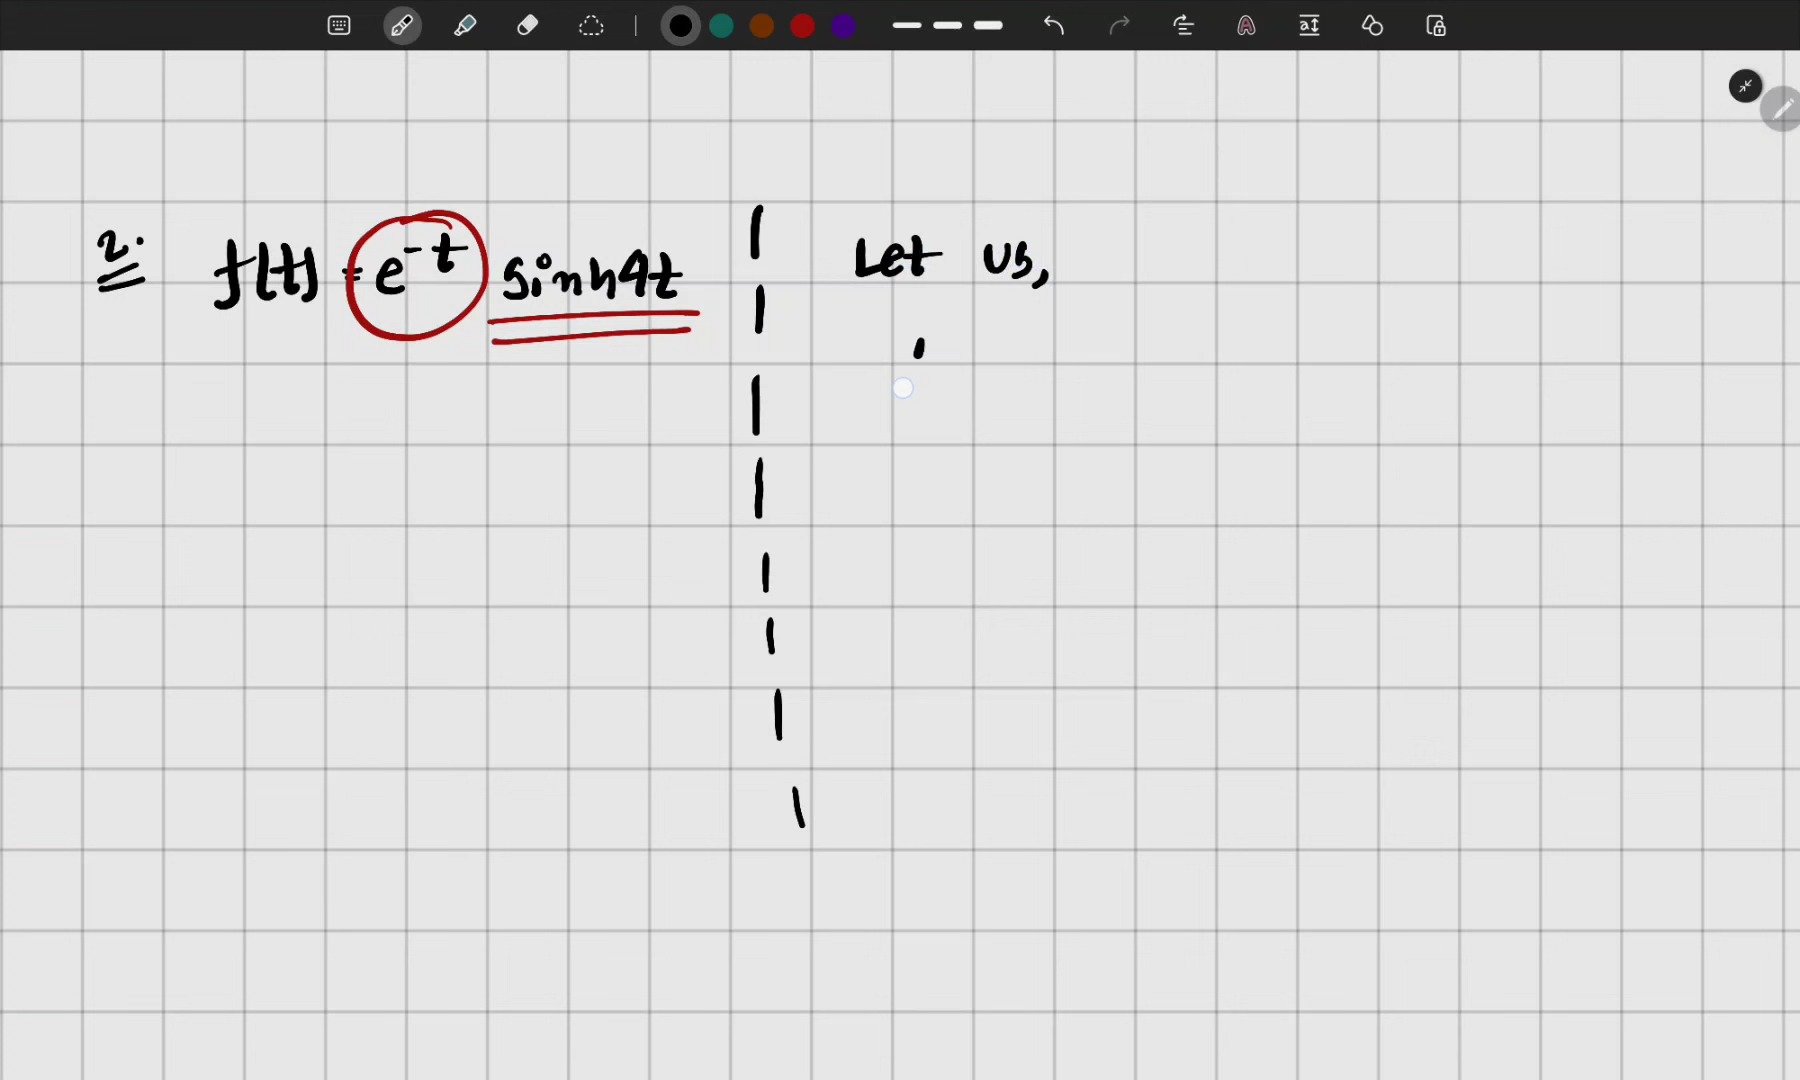 2. f(t) = e^-t sinh4t
Let us,